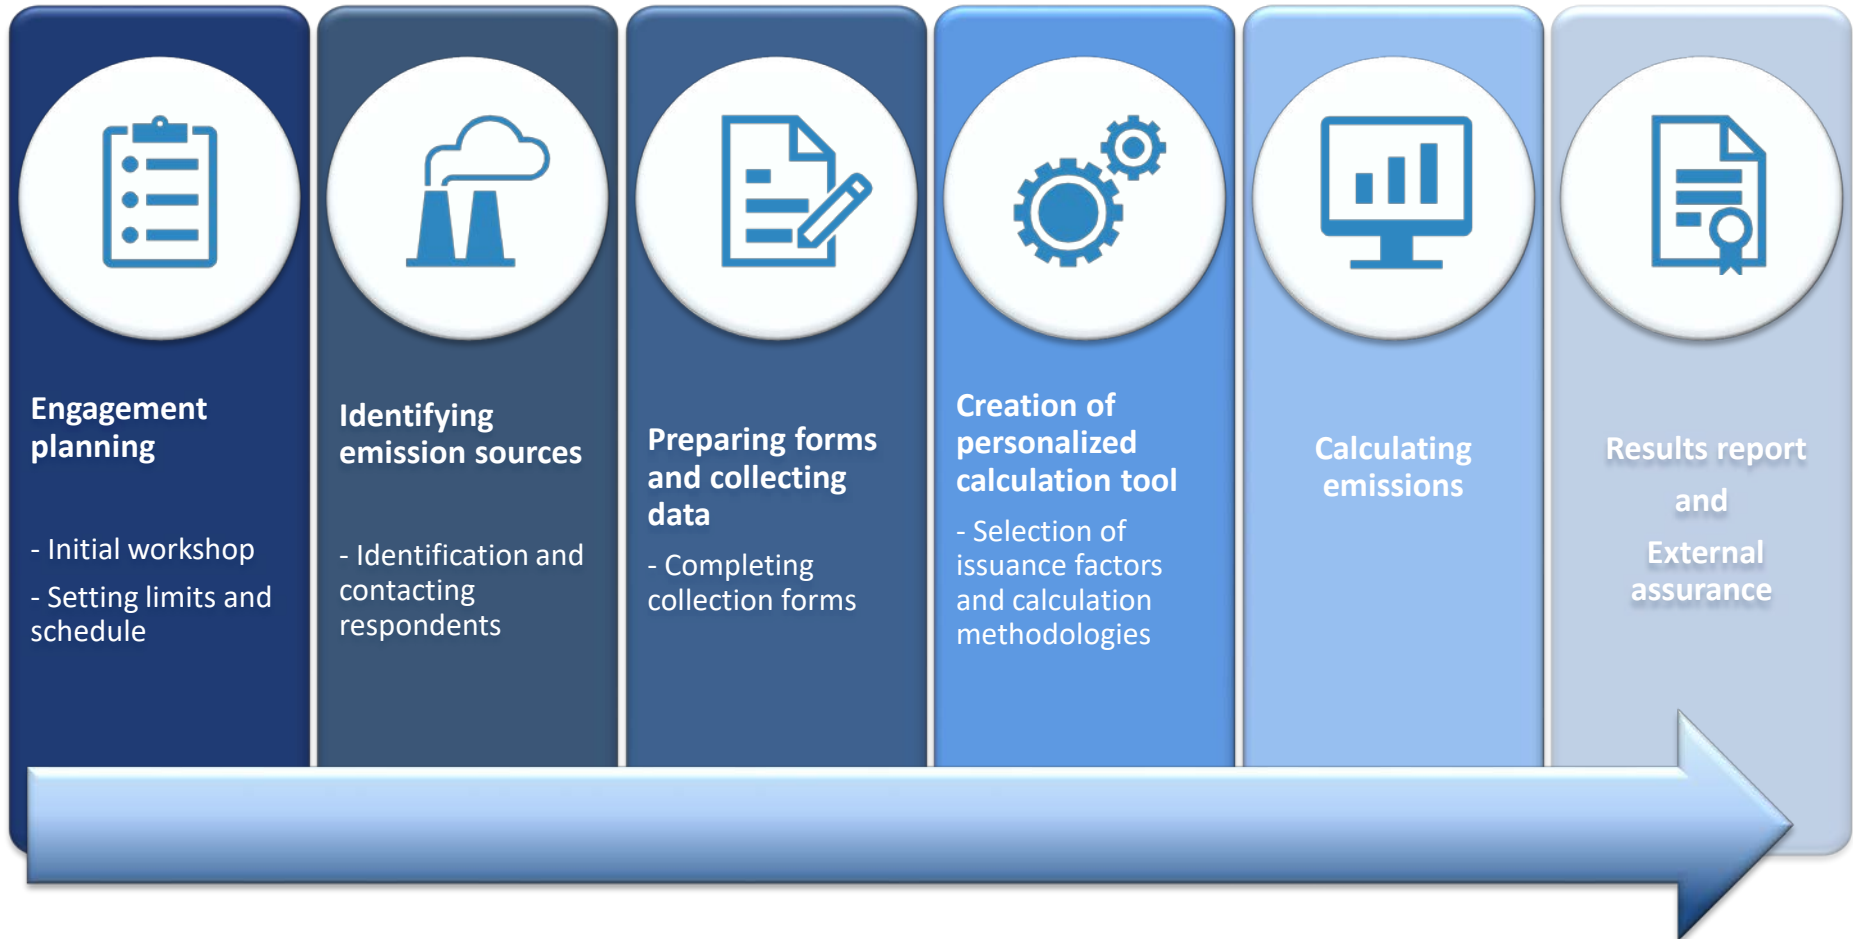 Engagement
planning
- Initial workshop
- Setting limits and
schedule
Identifying
emission sources
- Identification and
contacting
respondents
Preparing forms
and collecting
data
- Completing
collection forms
Creation of
personalized
calculation tool
- Selection of
issuance factors
and calculation
methodologies
Calculating
emissions
Results report
and
External
assurance